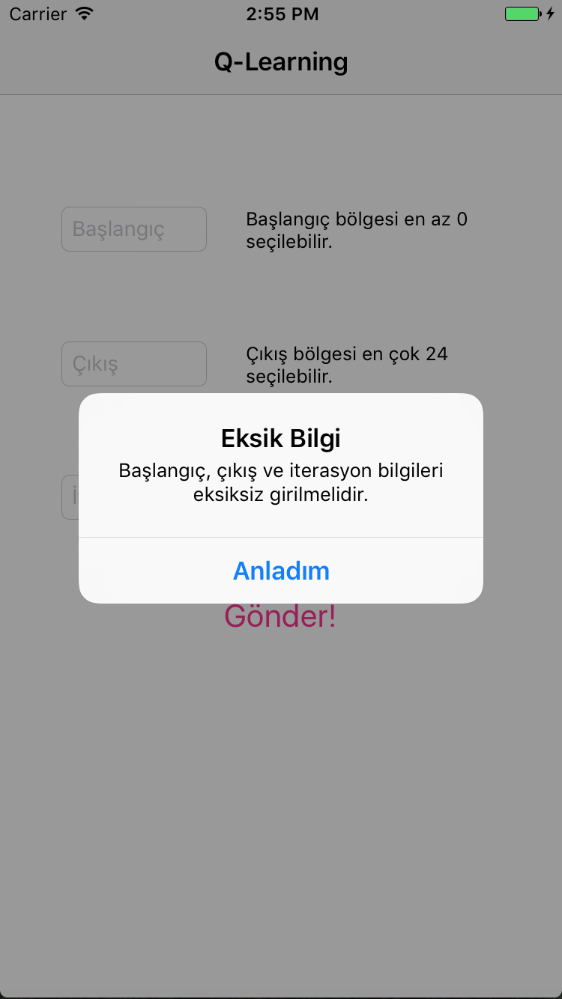 Carrier
2:55 PM
Q-Learning
Başlangıç
Başlangıç bölgesi en az 0
seçilebilir.
Çıkış
Çıkış bölgesi en çok 24
seçilebilir.
Eksik Bilgi
Başlangıç, çıkış ve iterasyon bilgileri
eksiksiz girilmelidir.
Anladım
Gönder!